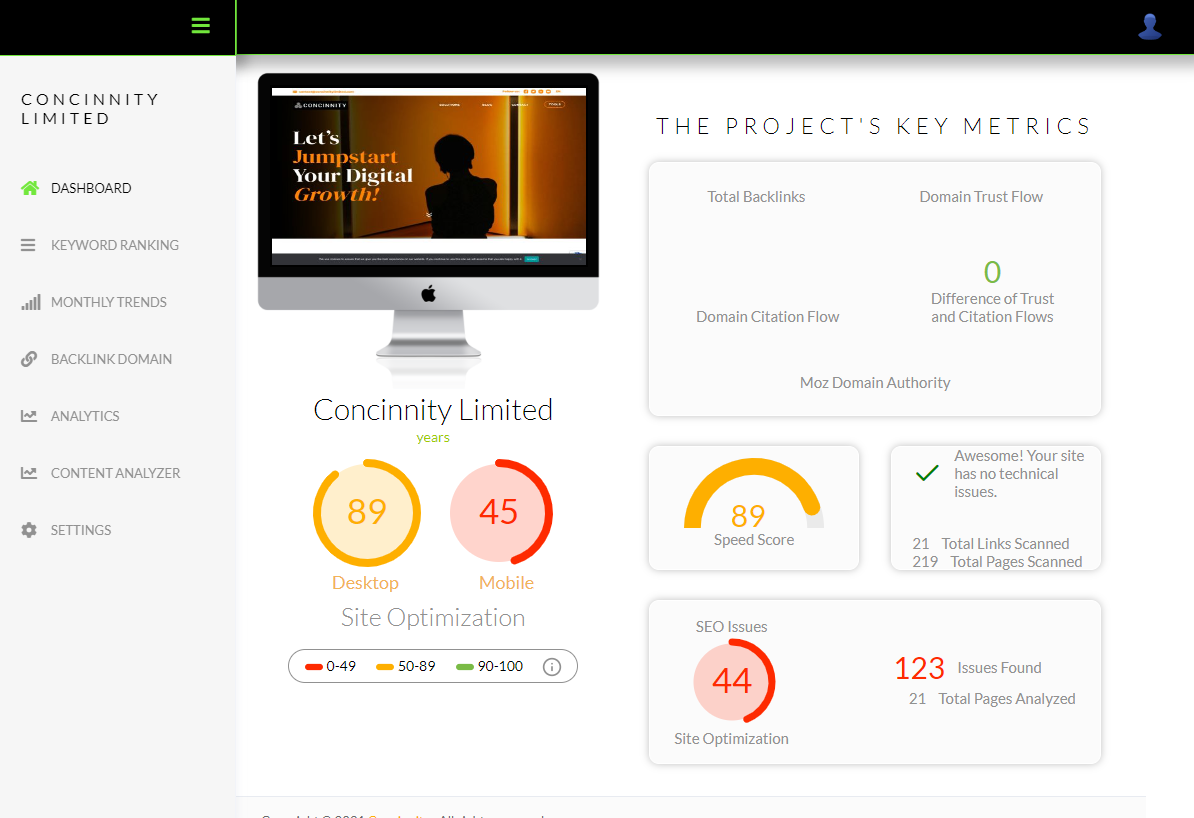 CONCINNITY
LIMITED
DASHBOARD
KEYWORD RANKING
MONTHLY TRENDS
BACKLINK DOMAIN
ANALYTICS
CONTENT ANALYZER
SETTINGS
CONCINNITY
TOOLS
Let's
Jumpstart
Your Digital
Growth!
Concinnity Limited
years
89
45
Desktop
Mobile
Site Optimization
0-49
50-89
90-100
THE PROJECT'S KEY METRICS
Total Backlinks
Domain Trust Flow
0
Difference of Trust
and Citation Flows
Domain Citation Flow
Moz Domain Authority
89
Speed Score
Awesome! Your site
has no technical
issues.
21 Total Links Scanned
219 Total Pages Scanned
SEO Issues
44
Site Optimization
123 Issues Found
21 Total Pages Analyzed